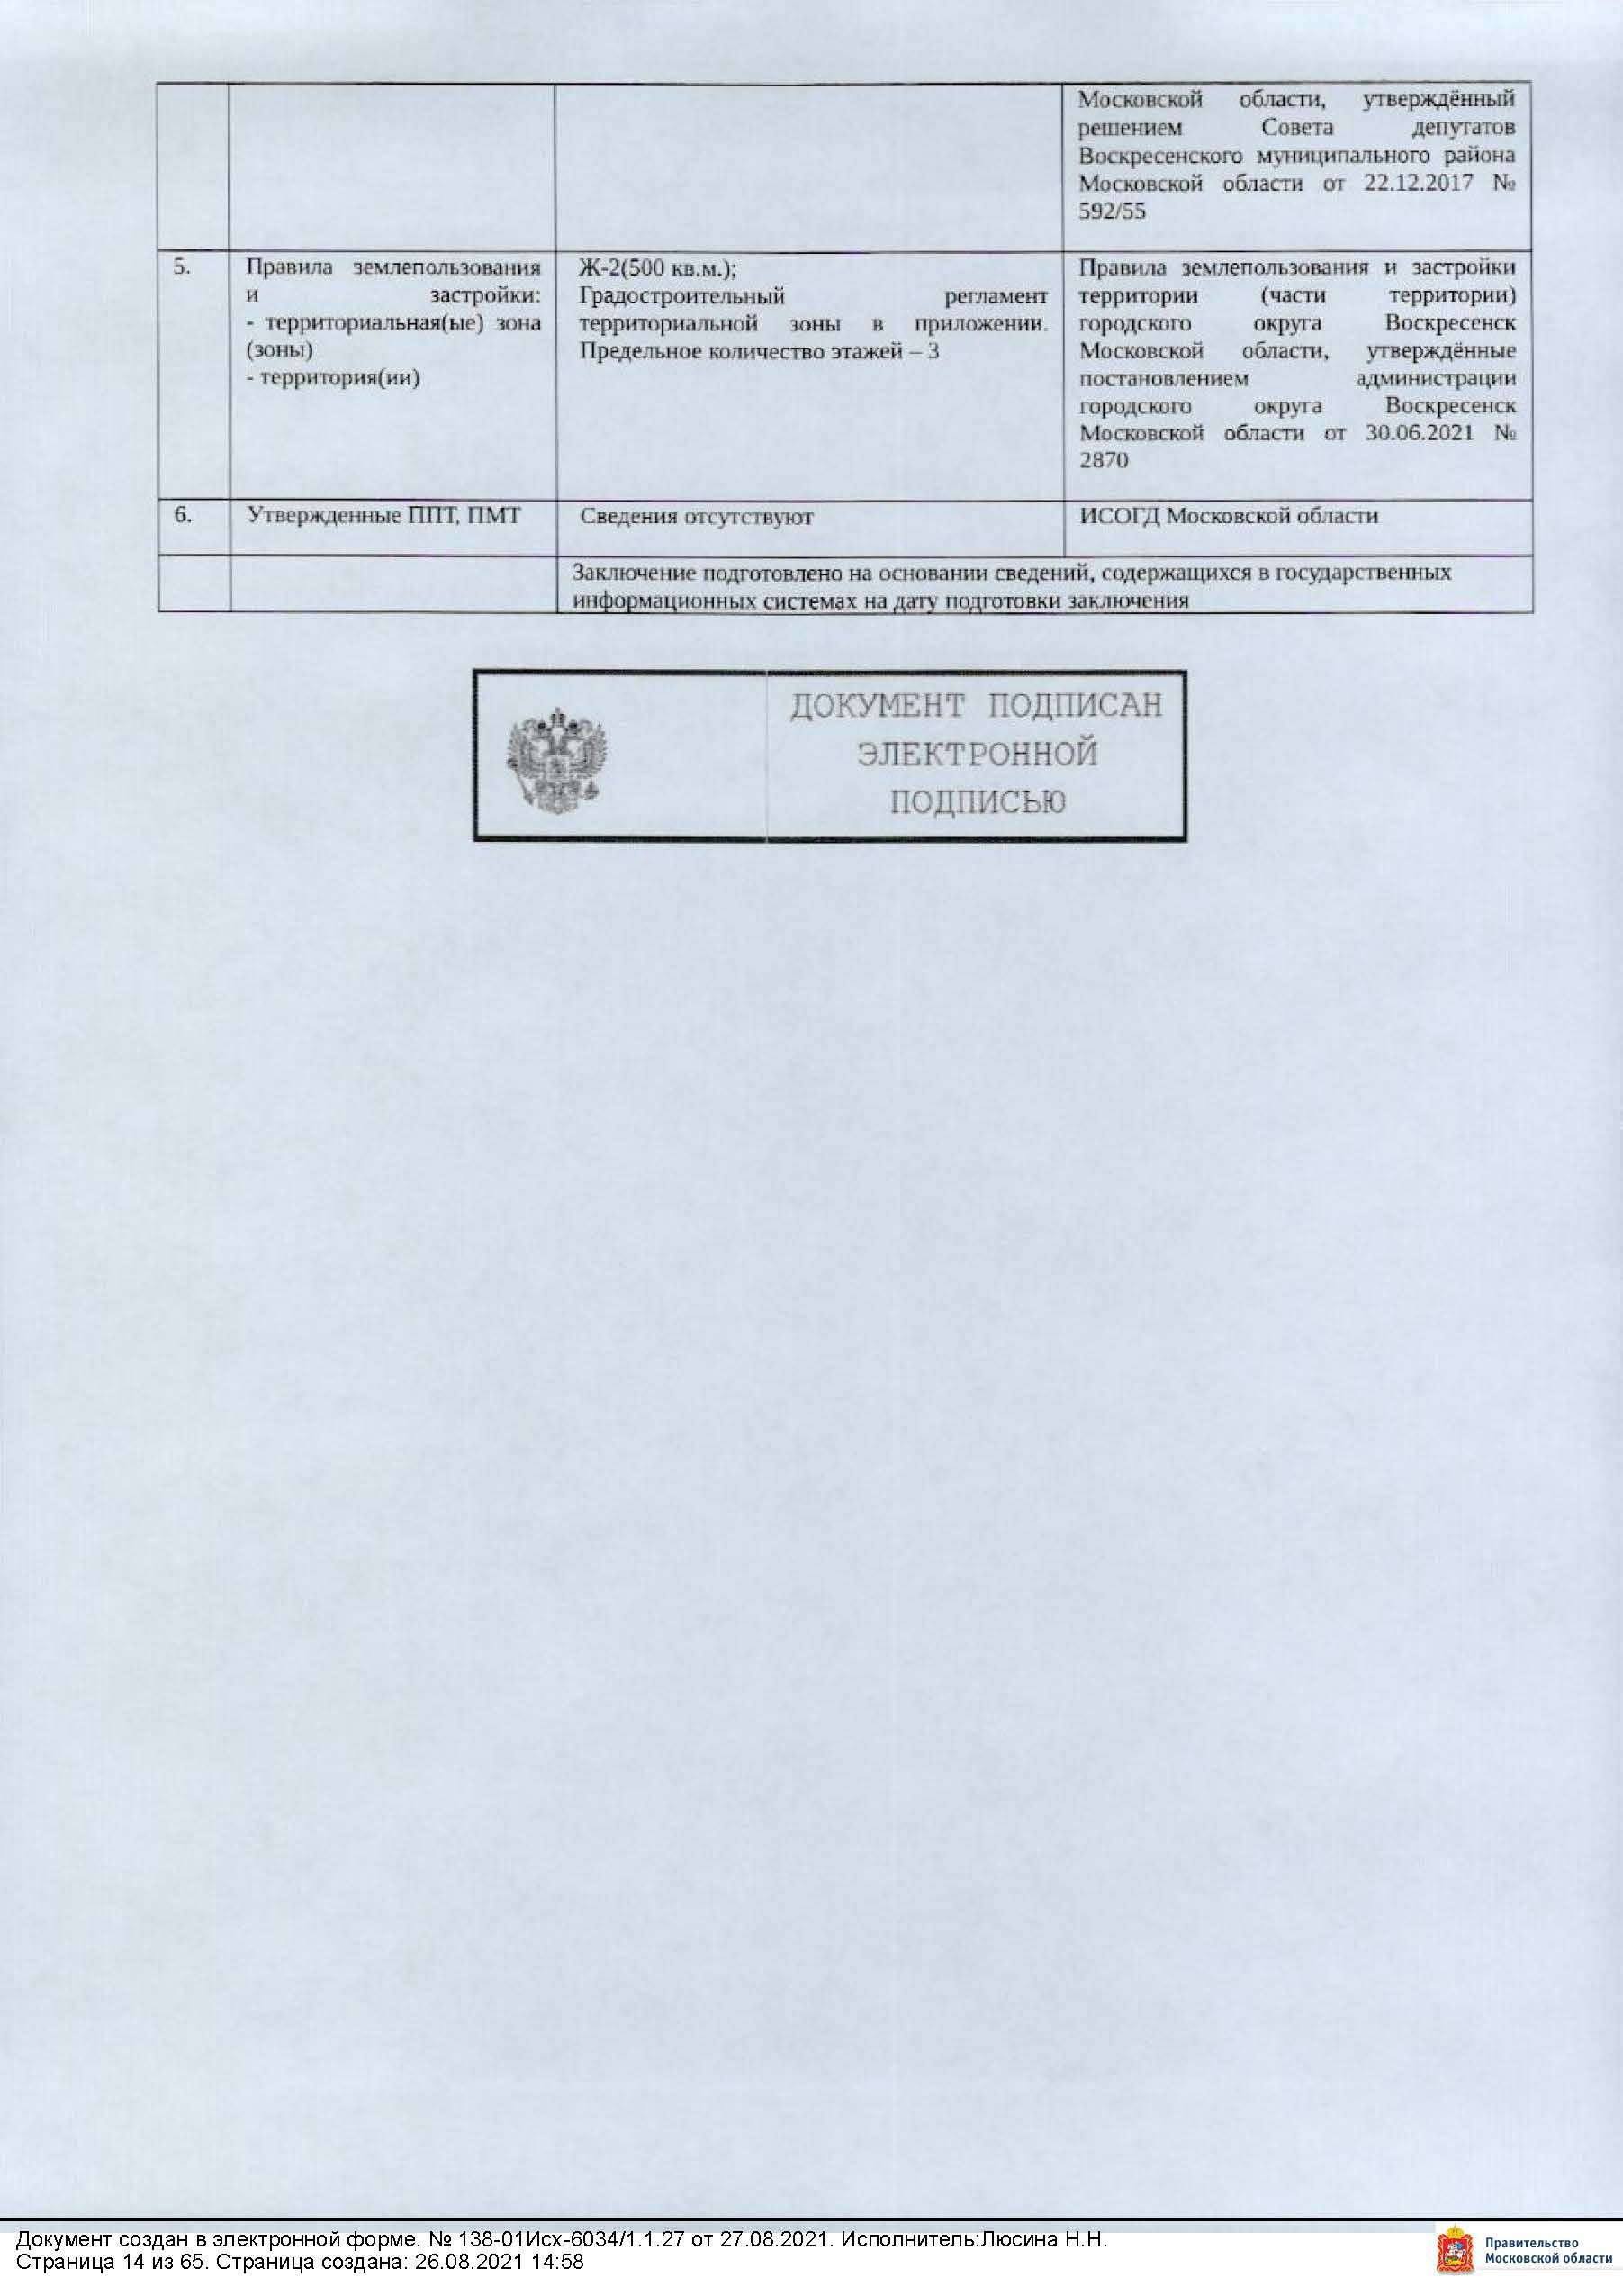 Московской области, утверждённый
решением Совета депутатов
Воскресенского муниципального района
Московской области от 22.12.2017 №
592/55
5.
Правила землепользования
и застройки:
- территориальная(ые) зона
(зоны)
- территория(ии)
Ж-2(500 кв.м.);
Градостроительный регламент
территориальной зоны в приложении.
Предельное количество этажей – 3
Правила землепользования и застройки
территории (части территории)
городского округа Воскресенск
Московской области, утверждённые
постановлением администрации
городского округа Воскресенск
Московской области от 30.06.2021 №
2870
6.
Утвержденные ППТ, ПМТ
Сведения отсутствуют
ИСОГД Московской области
Заключение подготовлено на основании сведений, содержащихся в государственных
информационных системах на дату подготовки заключения
ДОКУМЕНТ ПОДПИСАН
ЭЛЕКТРОННОЙ
ПОДПИСЬЮ
Документ создан в электронной форме. № 138-01Исх-6034/1.1.27 от 27.08.2021. Исполнитель:Люсина Н.Н.
Страница 14 из 65. Страница создана: 26.08.2021 14:58
Правительство
Московской области